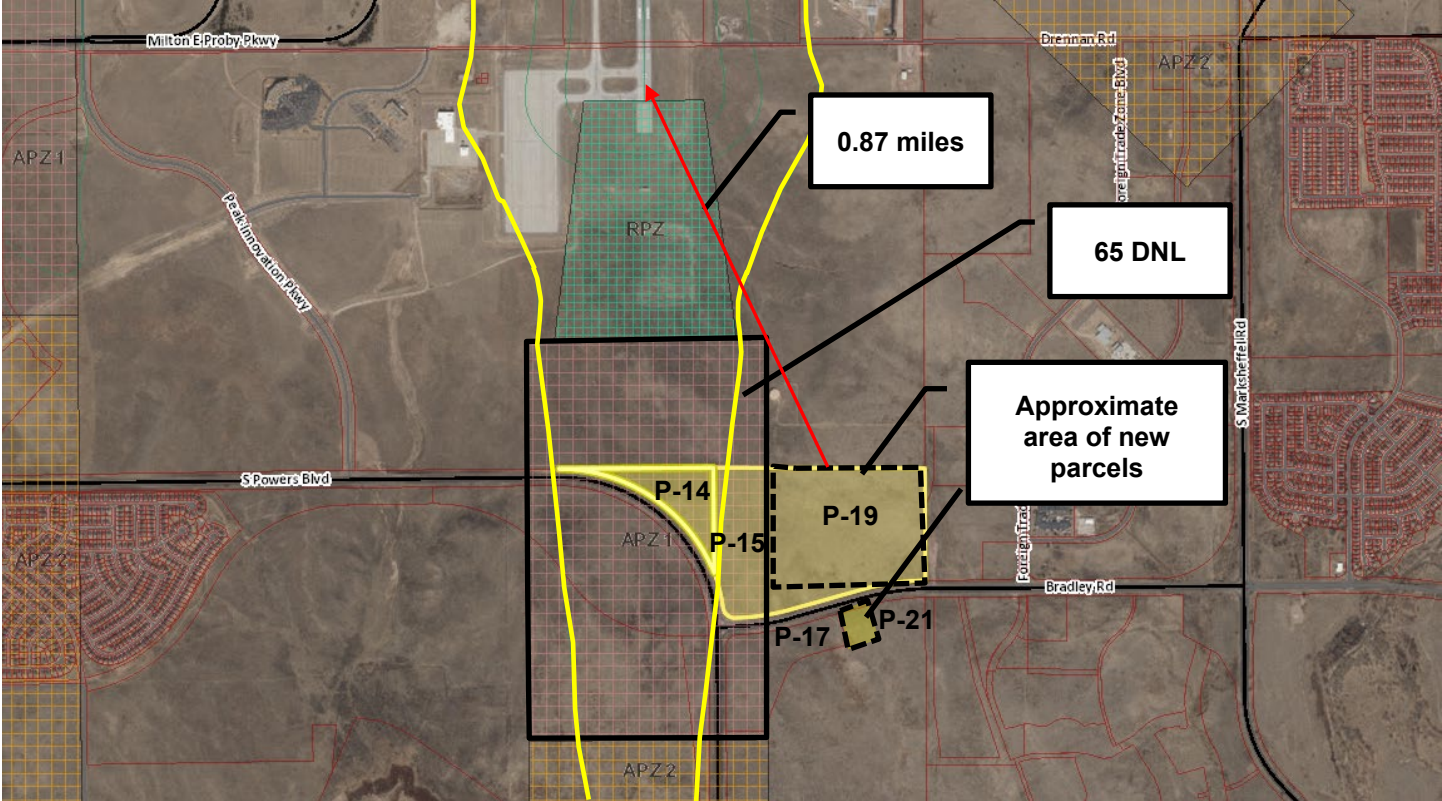 Milton E Proby Pkwy
Drennan Rd
APZ 2
0.87 miles
APZ 1
Foreign Trade Zone Blvd
Peak Innovation Pkwy
RPZ
65 DNL
S Marksheffel Rd
Approximate
area of new
parcels
S Powers Blvd
P-14
P-19
APZ 1
P-15
APZ 2
Foreign Trad
Bradley Rd
P-17
P-21
APZ 2